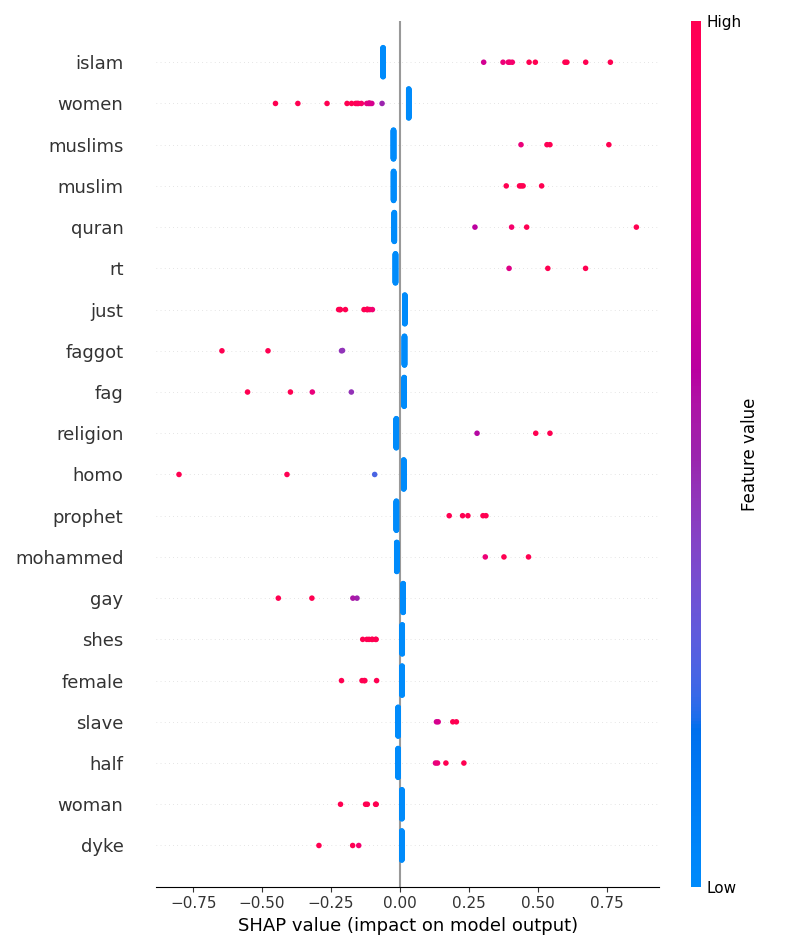 High
islam
women
muslims
muslim
quran
rt
just
faggot
fag
religion
homo
prophet
mohammed
gay
shes
female
slave
half
woman
dyke
Feature value
Low
−0.75 −0.50 −0.25 0.00 0.25 0.50 0.75
SHAP value (impact on model output)